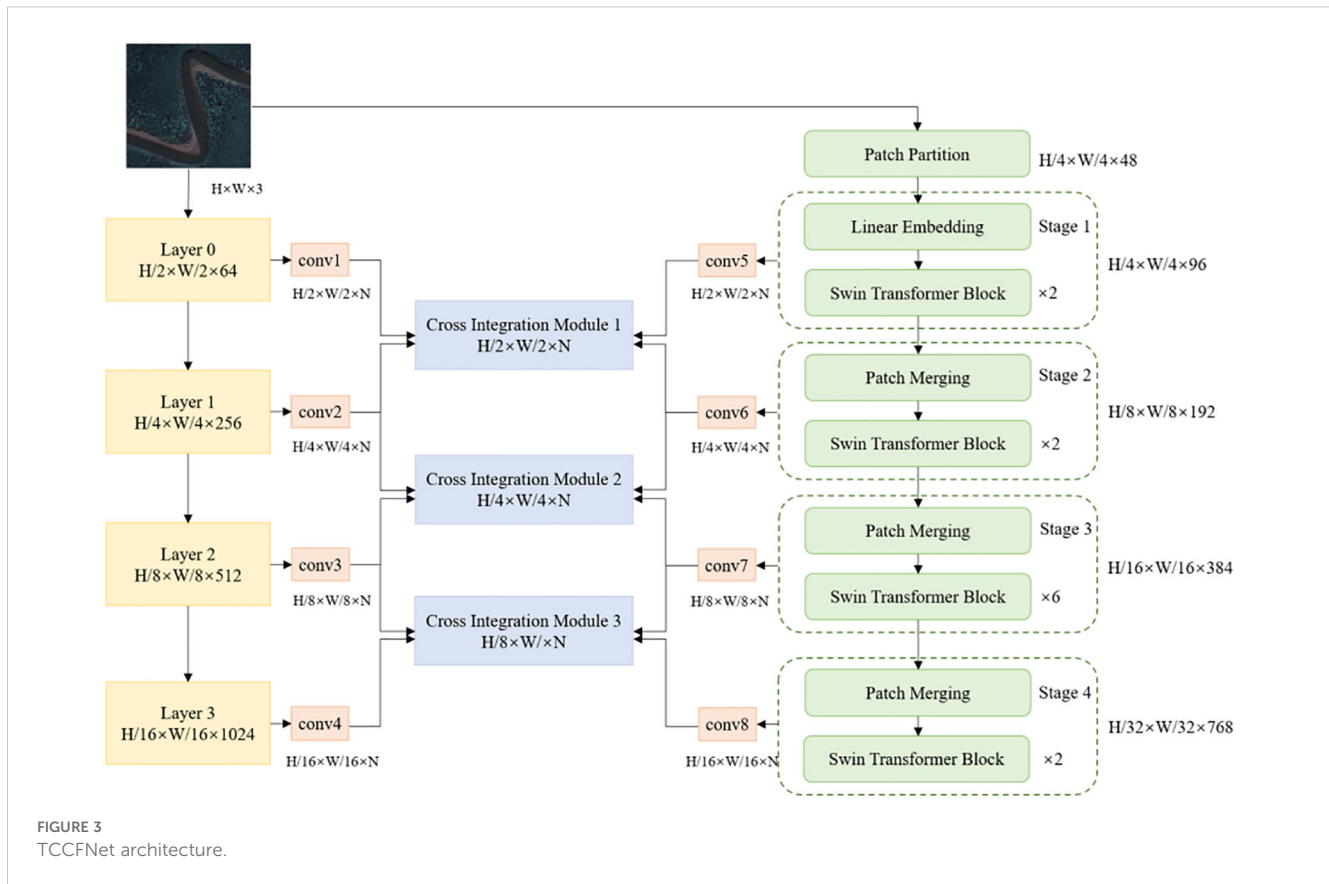 H×W×3
Layer 0
H/2×W/2×64
conv1
H/2×W/2×N
Layer 1
H/4×W/4×256
conv2
H/4×W/4×N
Layer 2
H/8×W/8×512
conv3
H/8×W/8×N
Layer 3
H/16×W/16×1024
conv4
H/16×W/16×N
Cross Integration Module 1
H/2×W/2×N
Cross Integration Module 2
H/4×W/4×N
Cross Integration Module 3
H/8×W/×N
conv5
H/2×W/2×N
conv6
H/4×W/4×N
conv7
H/8×W/8×N
conv8
H/16×W/16×N
Patch Partition
H/4×W/4×48
Linear Embedding
Stage 1
Swin Transformer Block
×2
H/4×W/4×96
Patch Merging
Stage 2
Swin Transformer Block
×2
H/8×W/8×192
Patch Merging
Stage 3
Swin Transformer Block
×6
H/16×W/16×384
Patch Merging
Stage 4
Swin Transformer Block
×2
H/32×W/32×768
FIGURE 3
TCCFNet architecture.